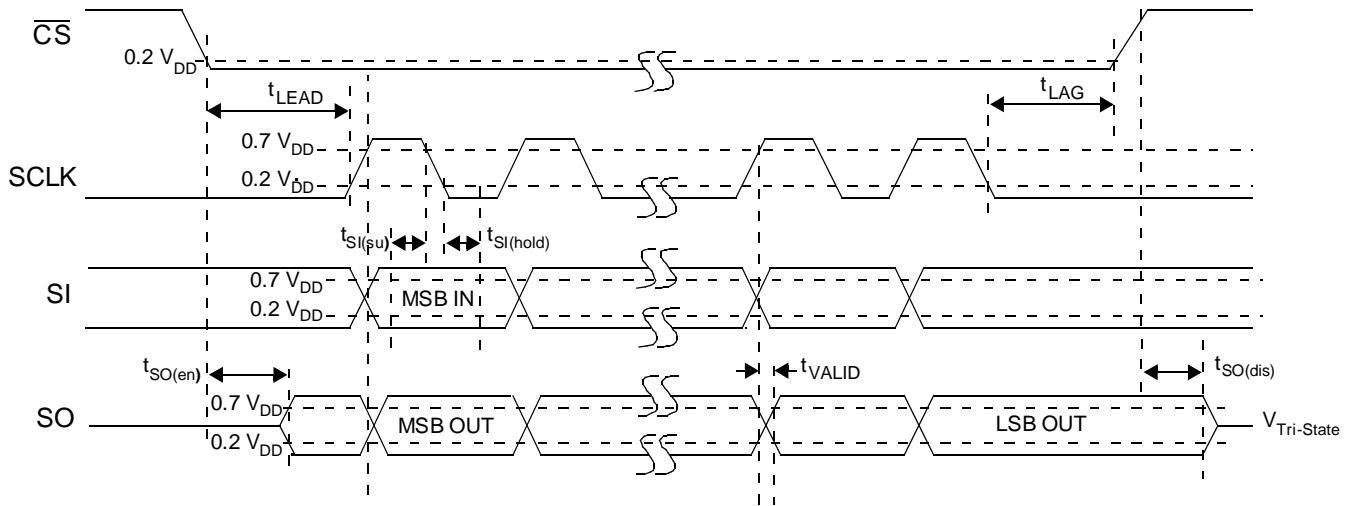 CS
0.2 VDD
tLEAD
tLAG
0.7 VDD
SCLK
0.2 VDD
tSI(su)
tSI(hold)
0.7 VDD
SI
MSB IN
0.2 VDD
tSO(en)
tVALID
tSO(dis)
0.7 VDD
SO
MSB OUT
LSB OUT
VTri-State
0.2 VDD